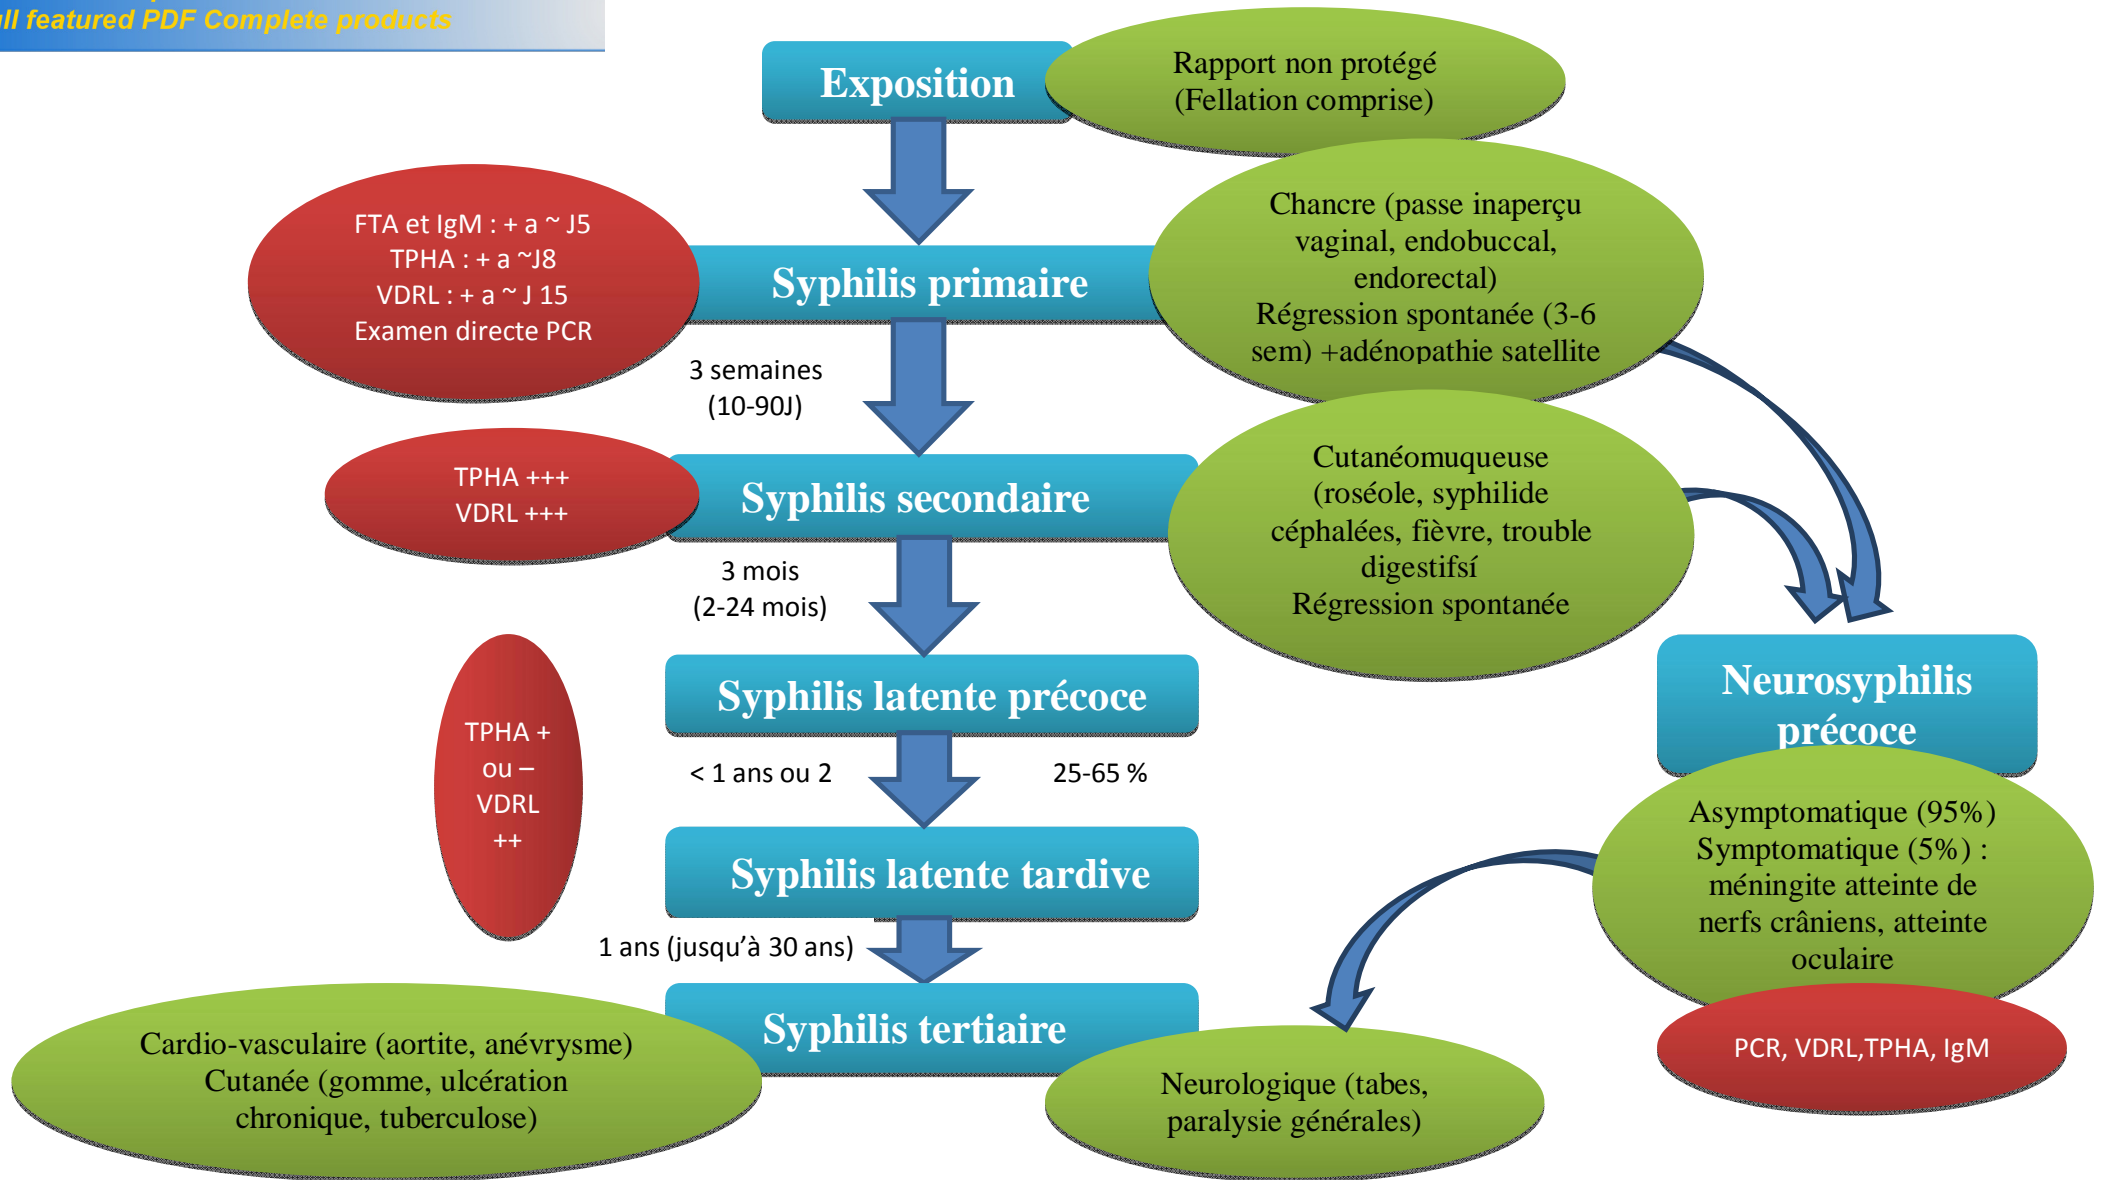 ll featured PDF Complete products
Exposition
Rapport non protégé
(Fellation comprise)
FTA et IgM : + a ~ J5
TPHA : + a ~J8
VDRL : + a ~ J 15
Examen directe PCR
Syphilis primaire
Chancre (passe inaperçu
vaginal, endobuccal,
endorectal)
Régression spontanée (3-6
sem) +adénopathie satellite
3 semaines
(10-90J)
TPHA +++
VDRL +++
Syphilis secondaire
Cutanéomuqueuse
(roséole, syphilide
céphalées, fièvre, trouble
digestifsí
Régression spontanée
3 mois
(2-24 mois)
TPHA +
ou –
VDRL
++
Syphilis latente précoce
Neurosyphilis
précoce
< 1 ans ou 2
25-65 %
Asymptomatique (95%)
Symptomatique (5%) :
méningite atteinte de
nerfs crâniens, atteinte
oculaire
Syphilis latente tardive
1 ans (jusqu’à 30 ans)
Syphilis tertiaire
PCR, VDRL,TPHA, IgM
Cardio-vasculaire (aortite, anévrysme)
Cutanée (gomme, ulcération
chronique, tuberculose)
Neurologique (tabes,
paralysie générales)